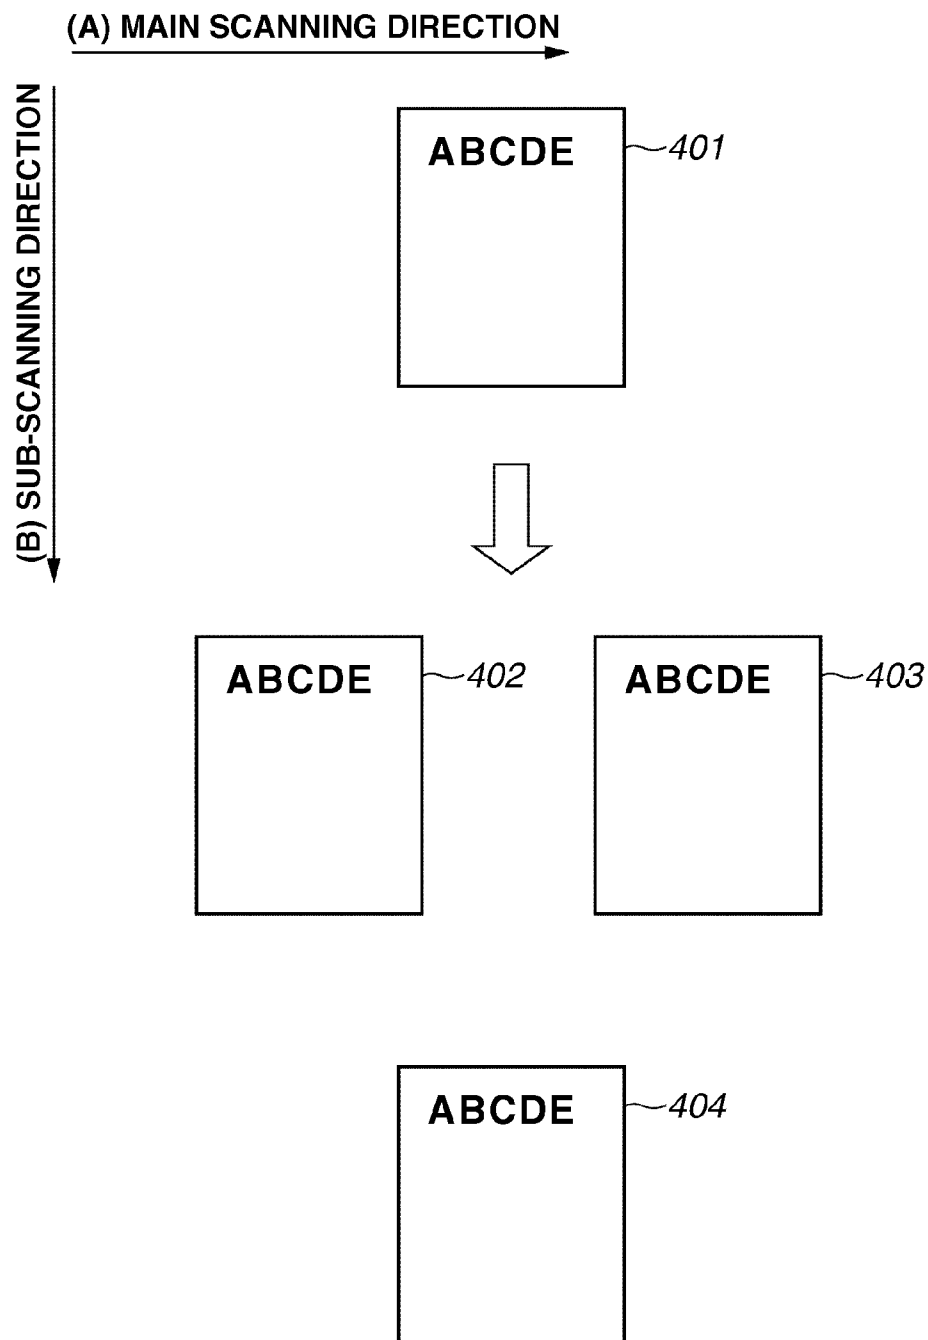 (A) MAIN SCANNING DIRECTION
(B) SUB-SCANNING DIRECTION
ABCDE
401
ABCDE
402
ABCDE
403
ABCDE
404